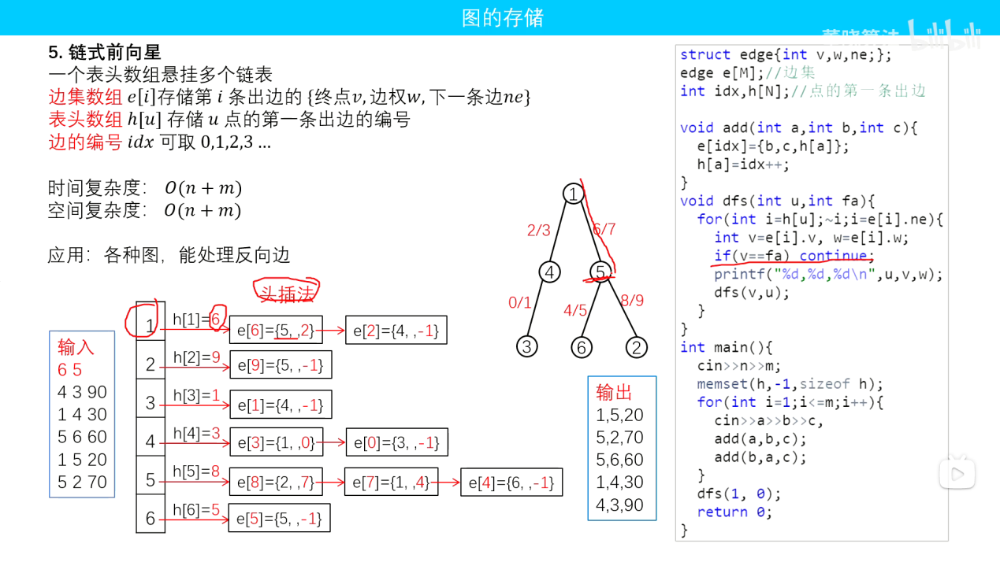 图的存储
bilibili
5. 链式前向星
一个表头数组悬挂多个链表
边集数组 e[i]存储第 i 条出边的 {终点v, 边权w, 下一条边ne}
表头数组 h[u] 存储 u 点的第一条出边的编号
边的编号 idx 可取 0,1,2,3 …
时间复杂度： O(n + m)
空间复杂度： O(n + m)
应用：各种图，能处理反向边
头插法
输入
6 5
4 3 90
1 4 30
5 6 60
1 5 20
5 2 70
1 h[1]=6 e[6]={5, ,2} e[2]={4, ,-1}
2 h[2]=9 e[9]={5, ,-1}
3 h[3]=1 e[1]={4, ,-1}
4 h[4]=3 e[3]={1, ,0} e[0]={3, ,-1}
5 h[5]=8 e[8]={2, ,7} e[7]={1, ,4} e[4]={6, ,-1}
6 h[6]=5 e[5]={5, ,-1}
1
2/3 6/7
4 5
0/1 4/5 8/9
3 6 2
输出
1,5,20
5,2,70
5,6,60
1,4,30
4,3,90
struct edge{int v,w,ne;};
edge e[M];//边集
int idx,h[N];//点的第一条出边
void add(int a,int b,int c){
e[idx]={b,c,h[a]};
h[a]=idx++;
}
void dfs(int u,int fa){
for(int i=h[u];~i;i=e[i].ne){
int v=e[i].v, w=e[i].w;
if(v==fa) continue;
printf("%d,%d,%d\n",u,v,w);
dfs(v,u);
}
}
int main(){
cin>>n>>m;
memset(h,-1,sizeof h);
for(int i=1;i<=m;i++){
cin>>a>>b>>c,
add(a,b,c);
add(b,a,c);
}
dfs(1, 0);
return 0;
}